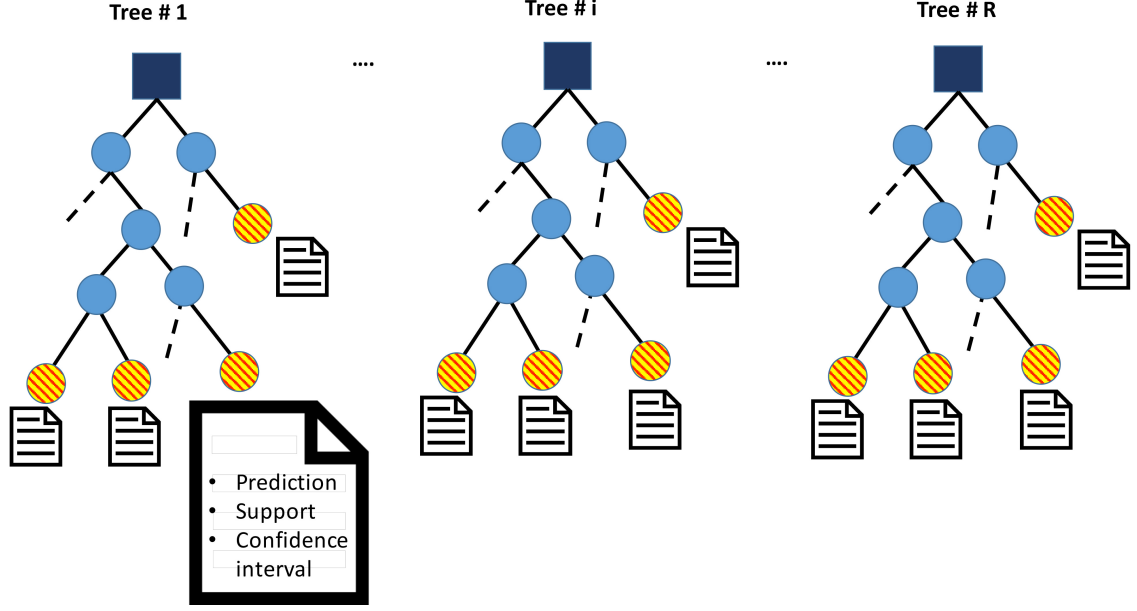 Tree # 1
....
Tree # i
....
Tree # R
• Prediction
• Support
• Confidence
interval